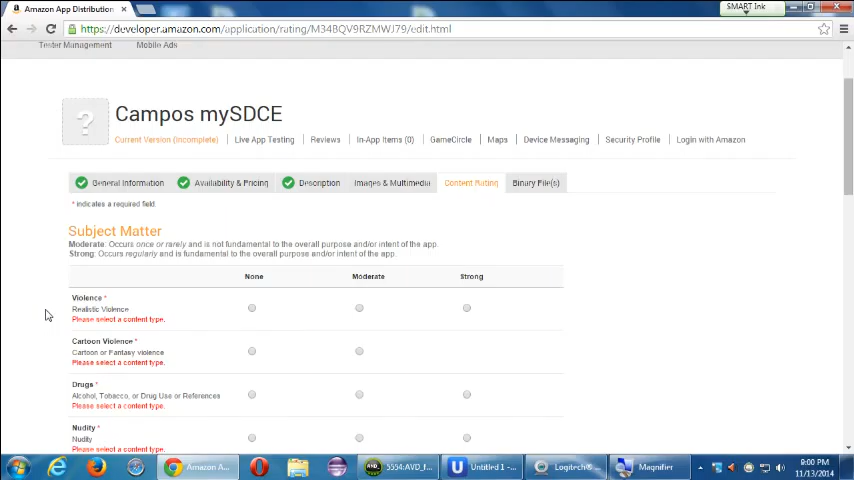 Amazon App Distribution
SMART Ink
https://developer.amazon.com/application/rating/M34BQV9RZMWJ79/edit.html
Tester Management Mobile Ads
?
Campos mySDCE
Current Version (Incomplete) Live App Testing Reviews In-App Items (0) GameCircle Maps Device Messaging Security Profile Login with Amazon
General Information Availability & Pricing Description Images & Multimedia Content Rating Binary File(s)
* indicates a required field
Subject Matter
Moderate: Occurs once or rarely and is not fundamental to the overall purpose and/or intent of the app.
Strong: Occurs regularly and is fundamental to the overall purpose and/or intent of the app.
None Moderate Strong
Violence *
Realistic Violence
Please select a content type.
Cartoon Violence *
Cartoon or Fantasy violence
Please select a content type.
Drugs *
Alcohol, Tobacco, or Drug Use or References
Please select a content type.
Nudity *
Nudity
Please select a content type.
Amazon A... 5554:AVD_f... Untitled 1 -... Logitech® ... Magnifier
9:00 PM
11/13/2014